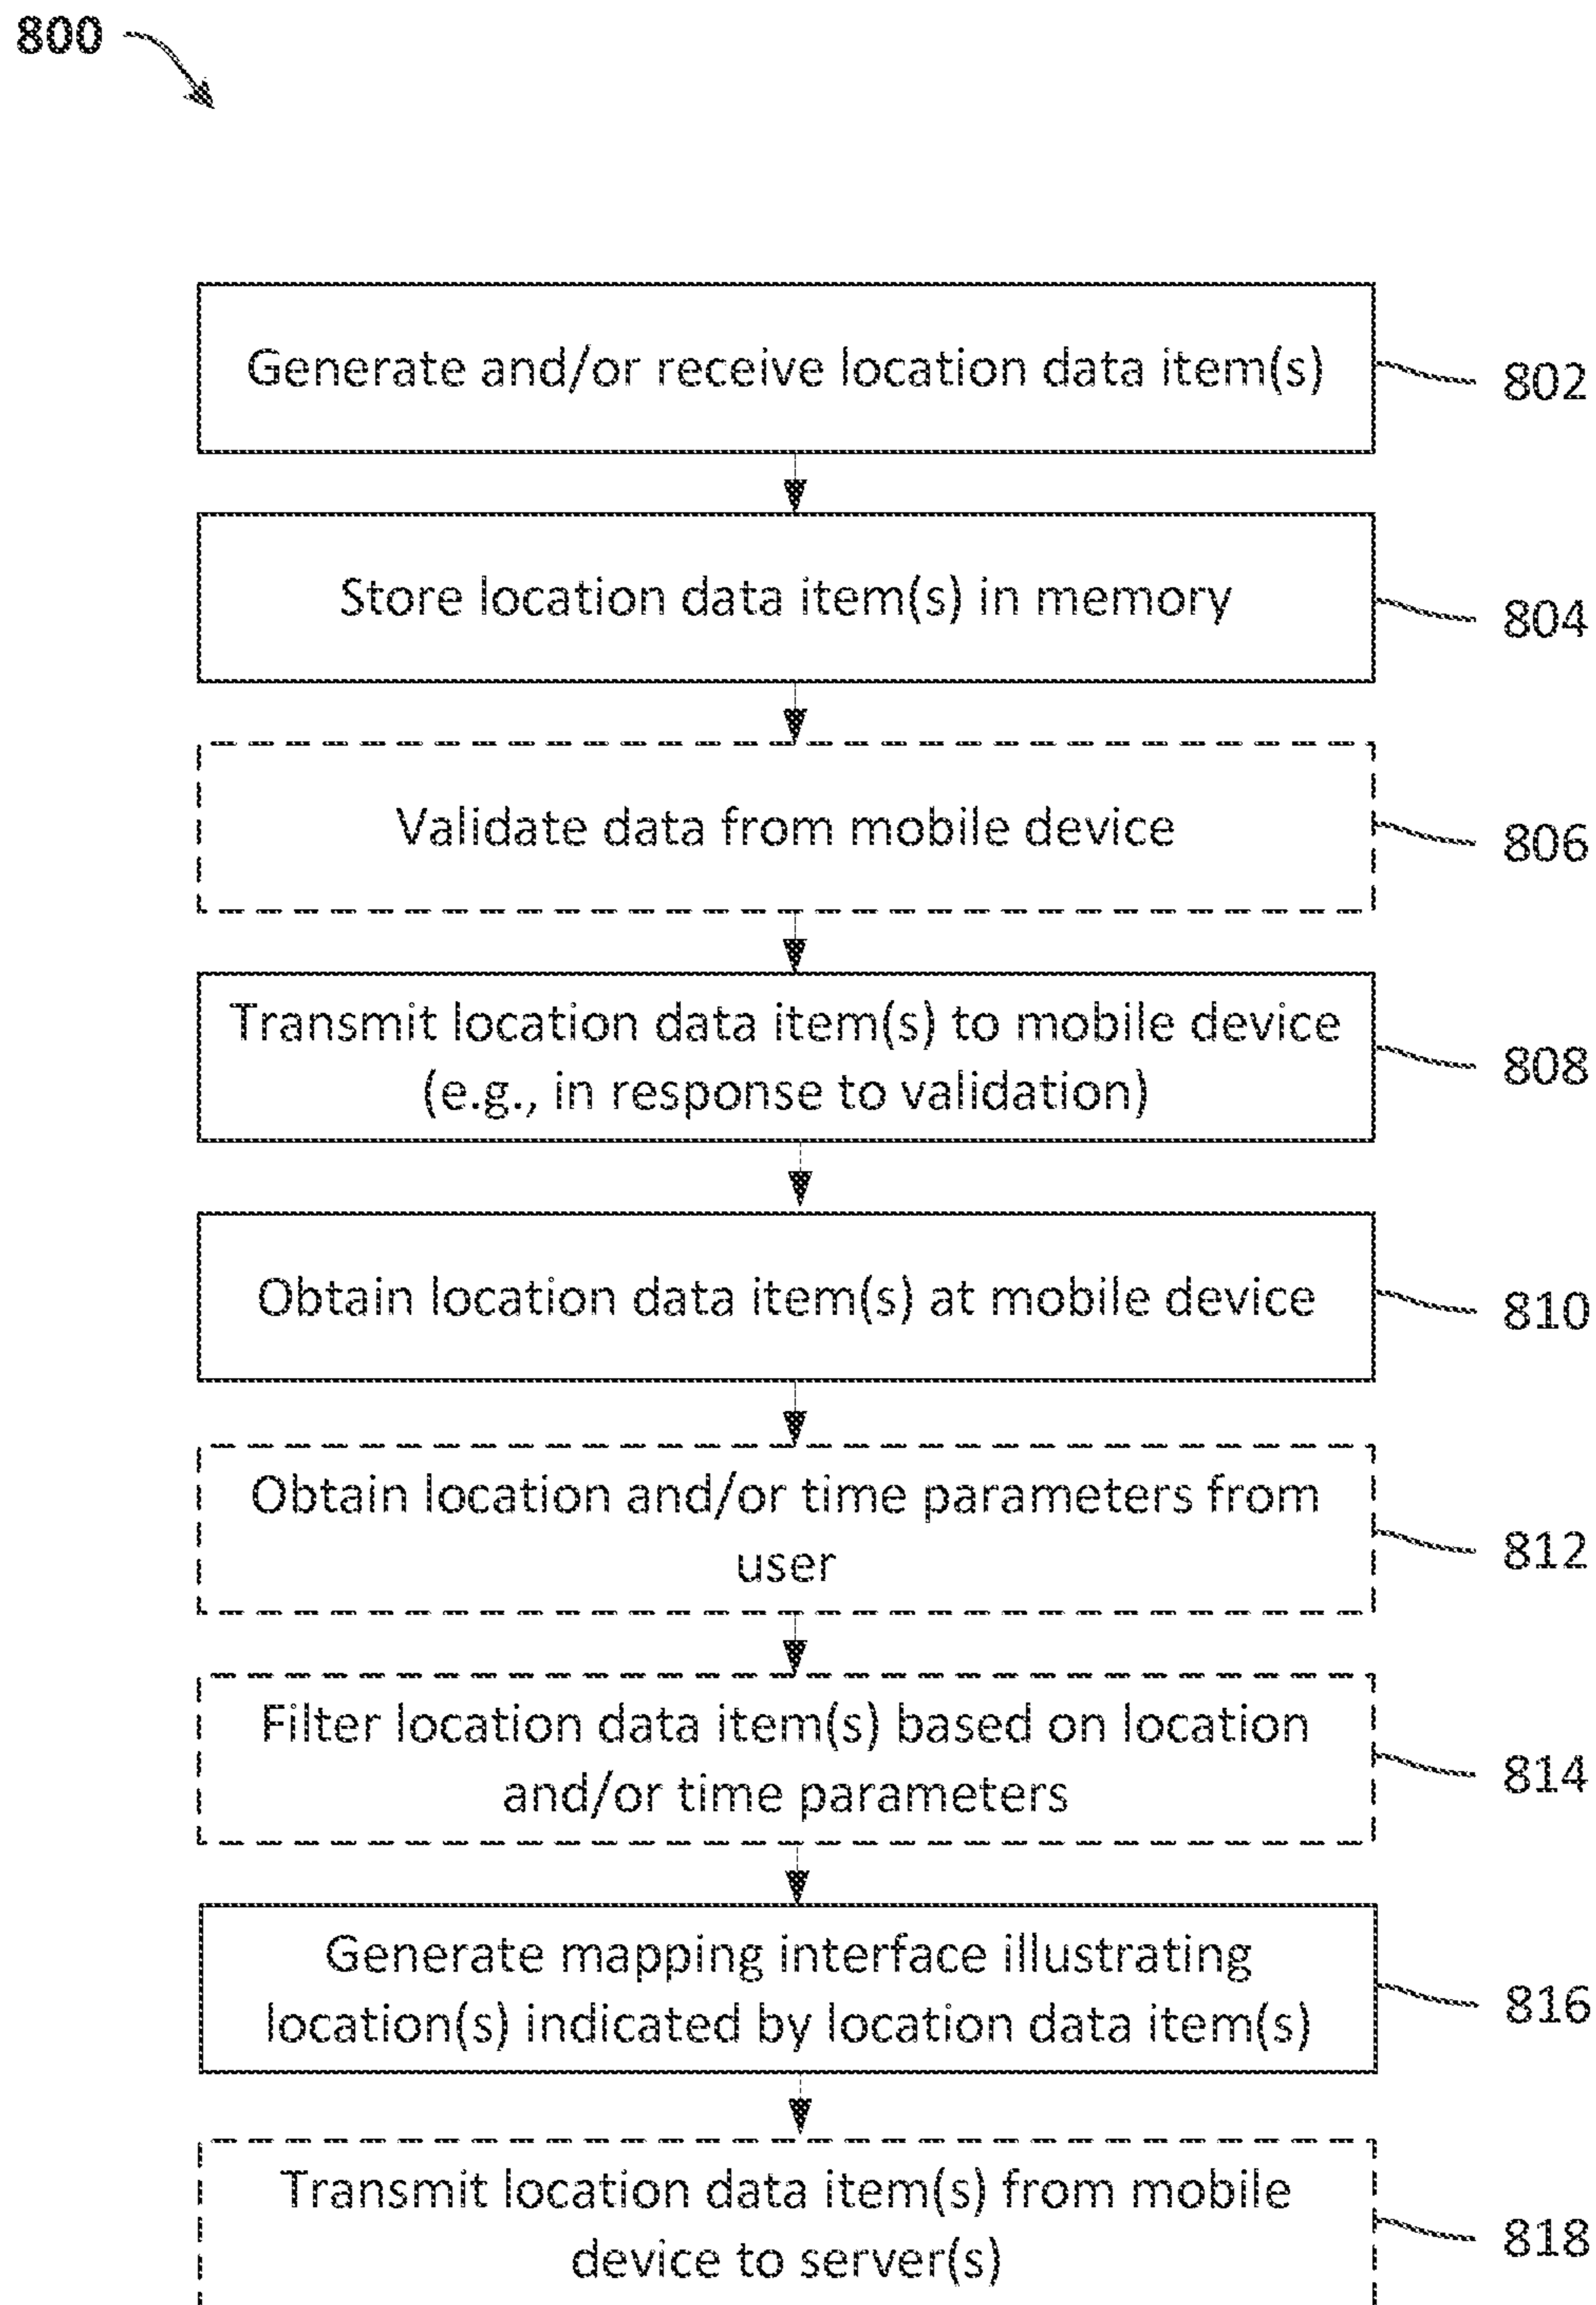 800
Generate and/or receive location data item(s)
802
Store location data item(s) in memory
804
Validate data from mobile device
806
Transmit location data item(s) to mobile device
(e.g., in response to validation)
808
Obtain location data item(s) at mobile device
810
Obtain location and/or time parameters from
user
812
Filter location data item(s) based on location
and/or time parameters
814
Generate mapping interface illustrating
location(s) indicated by location data item(s)
816
Transmit location data item(s) from mobile
device to server(s)
818